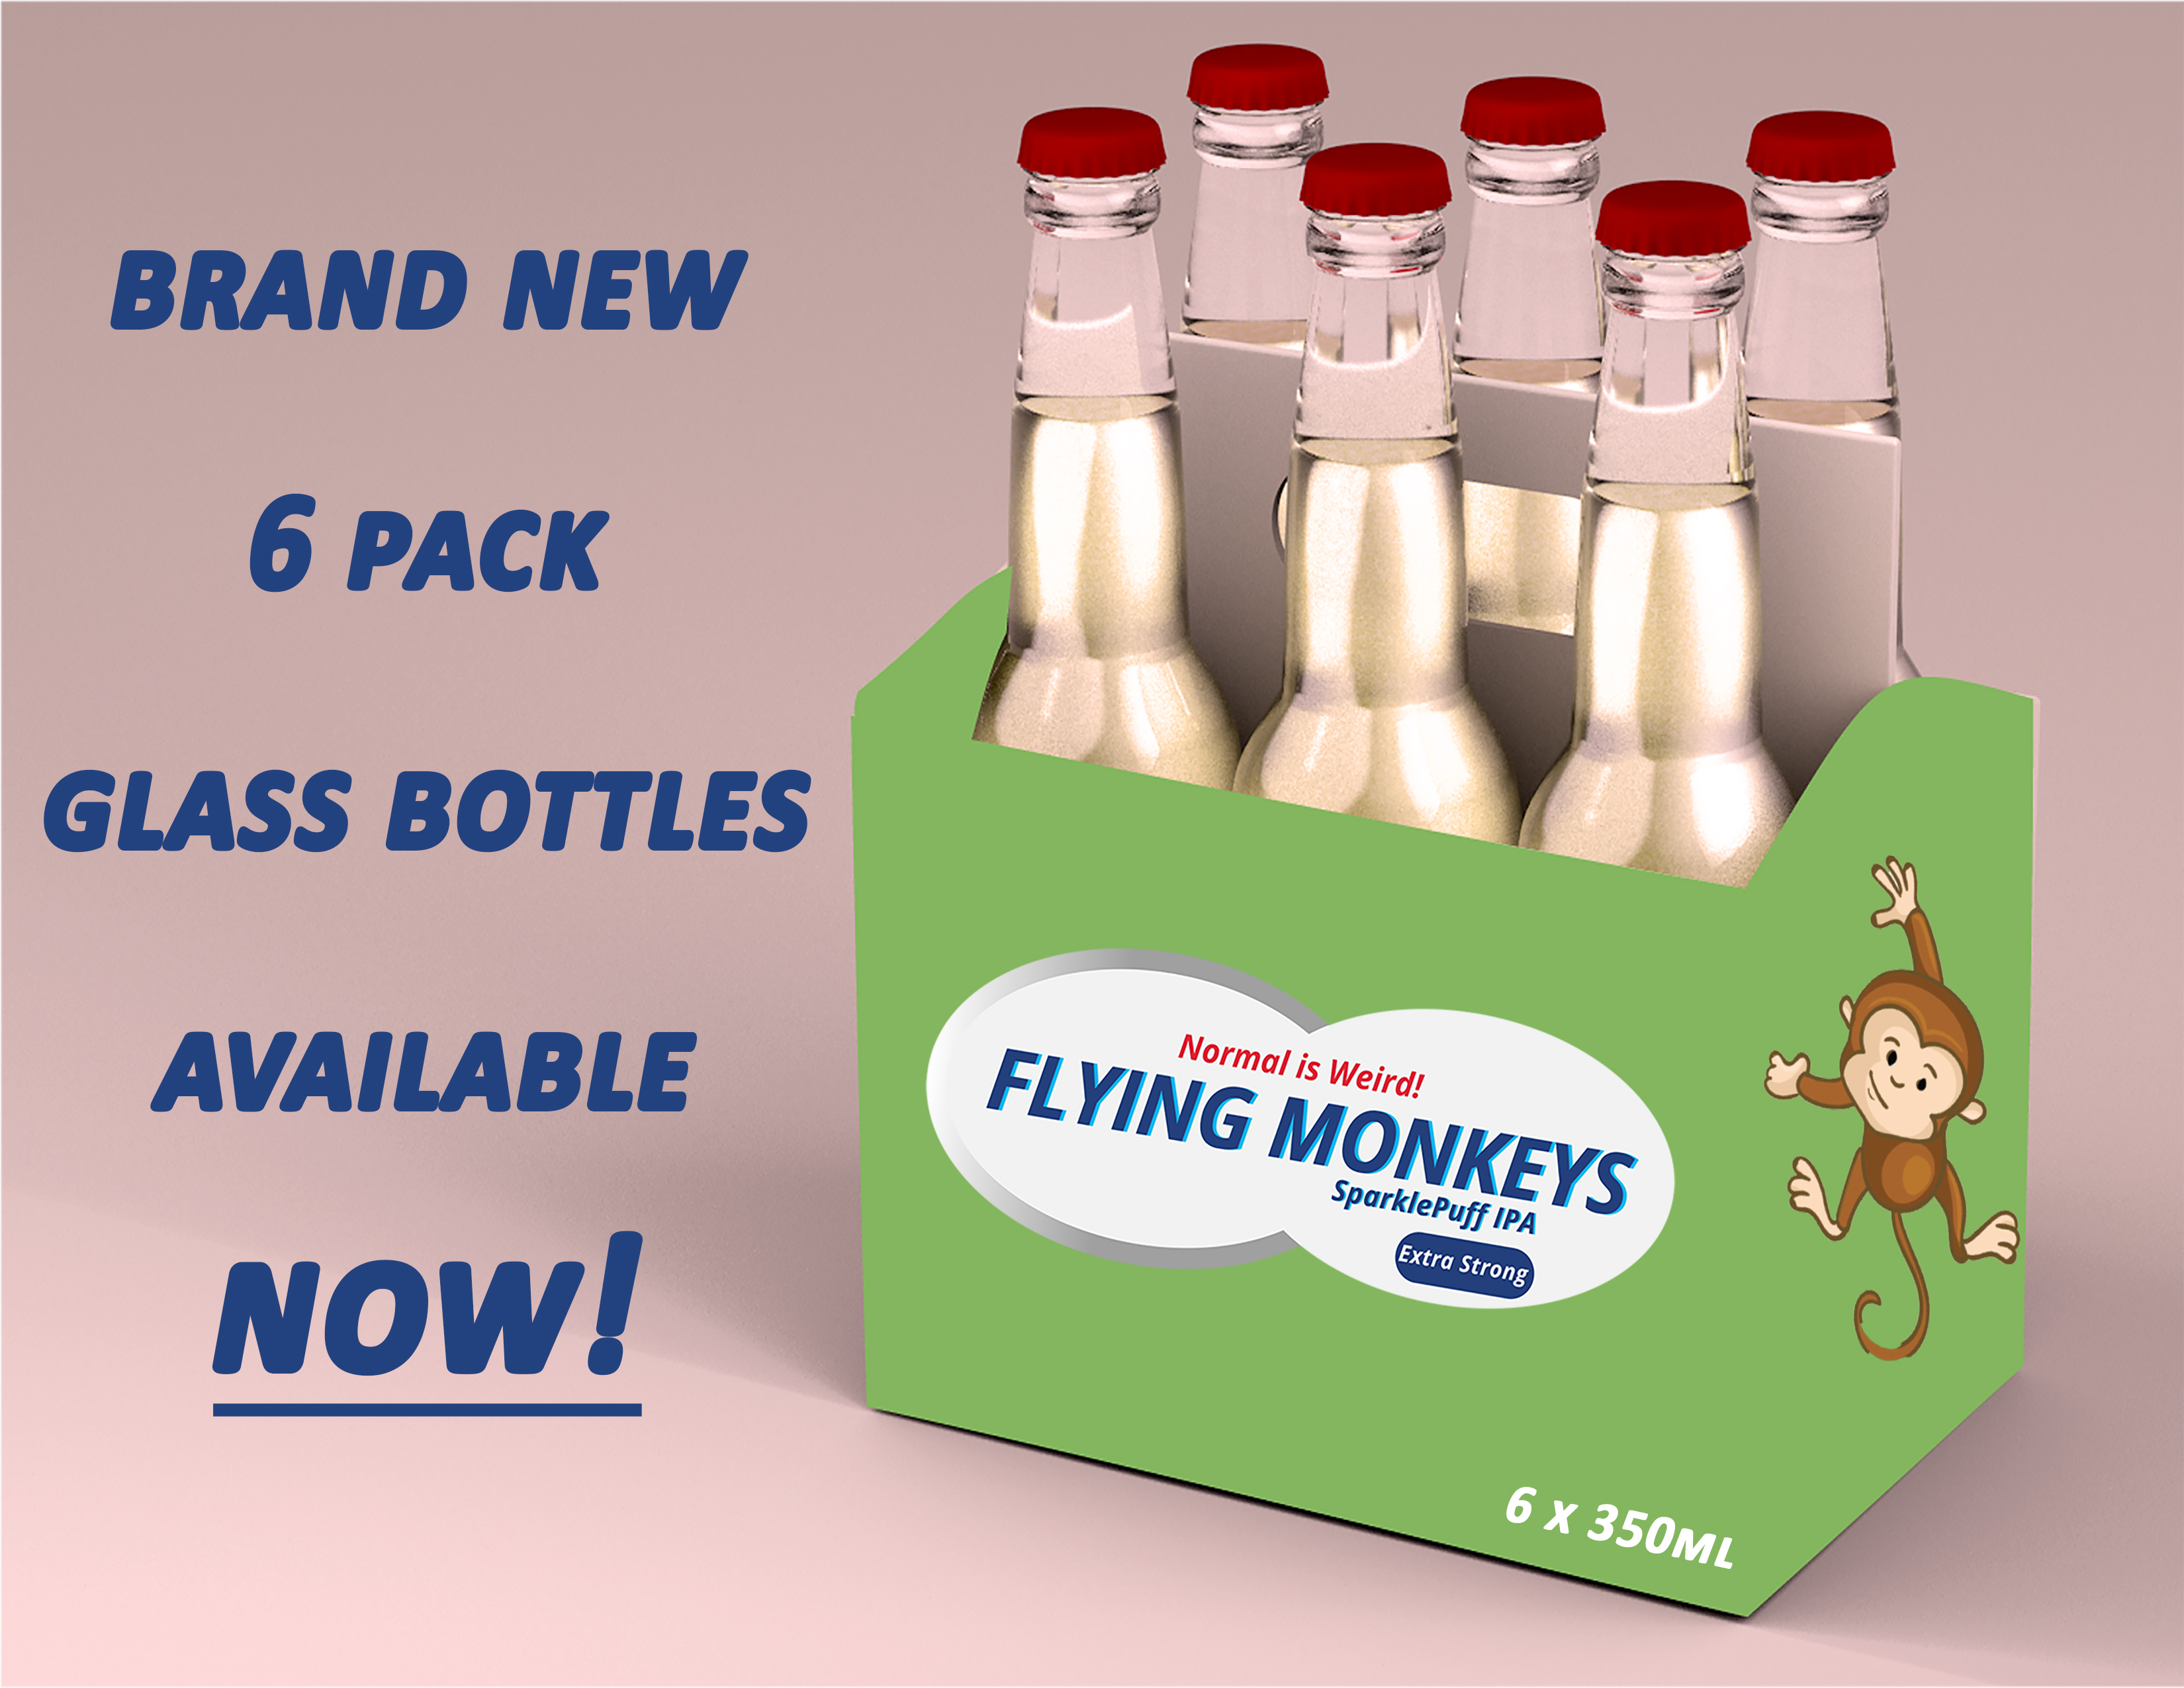 BRAND NEW
6 PACK
GLASS BOTTLES
AVAILABLE
NOW!
Normal is Weird!
FLYING MONKEYS
SparklePuff IPA
Extra Strong
6 x 350ML